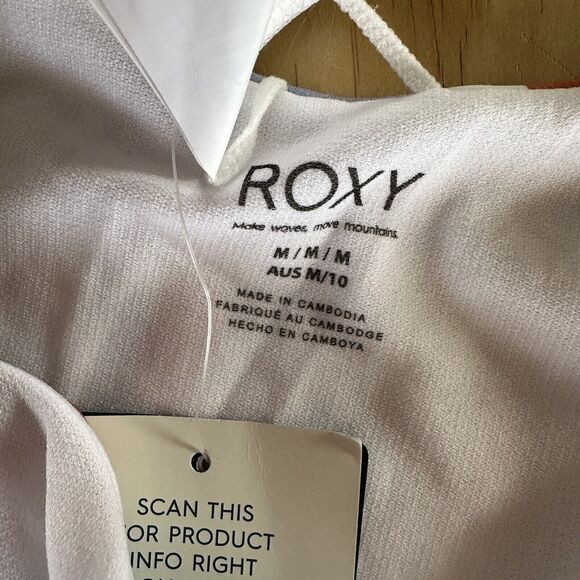 ROXY
Make waves, move mountains.
M / M / M
AUS M/10
MADE IN CAMBODIA
FABRIQUÉ AU CAMBODGE
HECHO EN CAMBOYA
SCAN THIS
FOR PRODUCT
INFO RIGHT